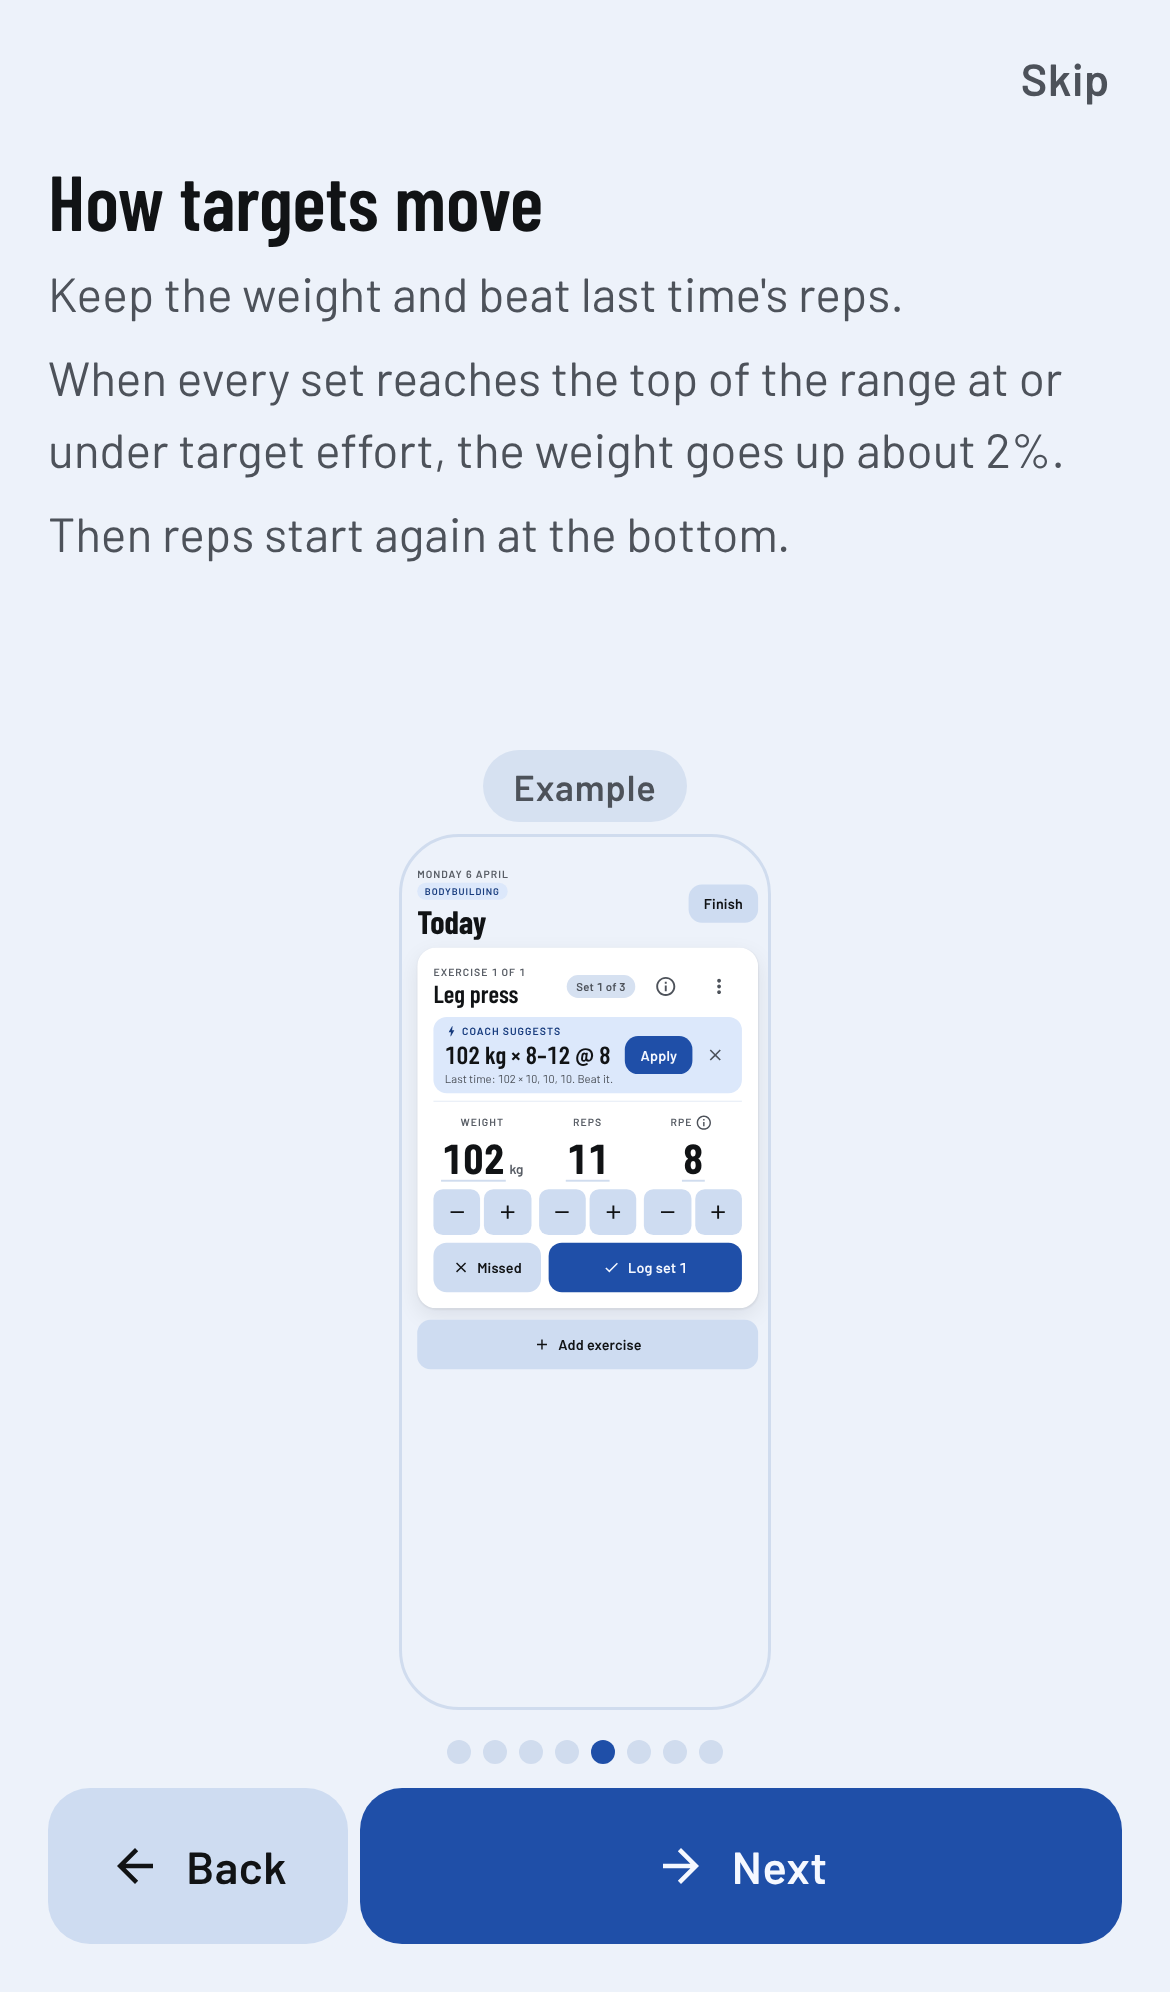 Skip
How targets move
Keep the weight and beat last time's reps.
When every set reaches the top of the range at or
under target effort, the weight goes up about 2%.
Then reps start again at the bottom.
Example
MONDAY 6 APRIL
BODYBUILDING
Today
Finish
EXERCISE 1 OF 1
Leg press
Set 1 of 3
COACH SUGGESTS
102 kg × 8–12 @ 8
Apply
Last time: 102 × 10, 10, 10. Beat it.
WEIGHT REPS RPE
102 kg 11 8
Missed
Log set 1
Add exercise
Back
Next